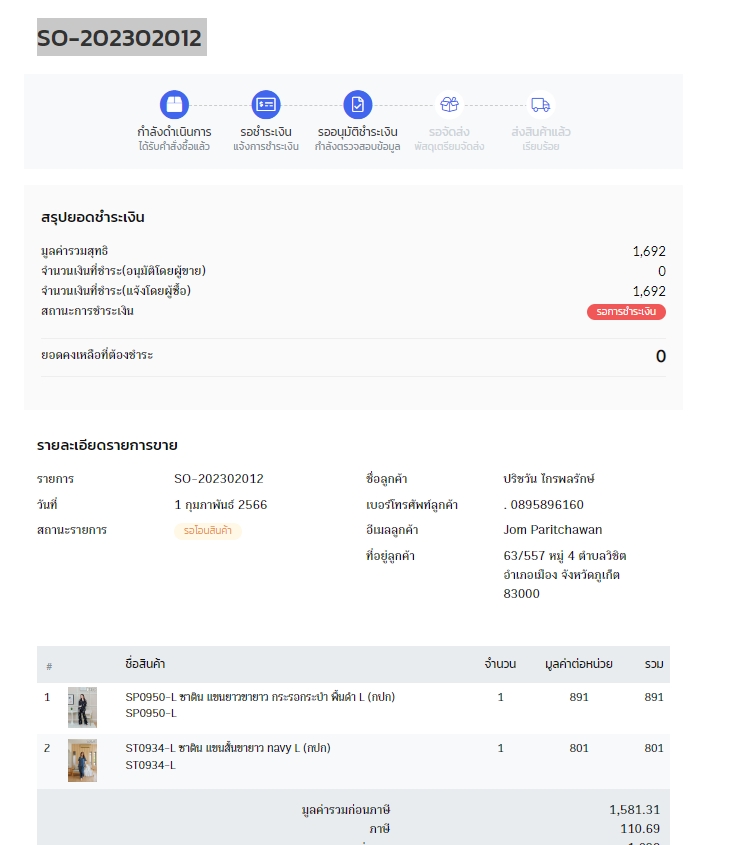 SO-202302012
กำลังดำเนินการ
ได้รับคำสั่งซื้อแล้ว
รอชำระเงิน
แจ้งการชำระเงิน
รออนุมัติชำระเงิน
กำลังตรวจสอบข้อมูล
รอจัดส่ง
พัสดุเตรียมจัดส่ง
ส่งสินค้าแล้ว
เรียบร้อย
สรุปยอดชำระเงิน
มูลค่ารวมสุทธิ 1,692
จำนวนเงินที่ชำระ(อนุมัติโดยผู้ขาย) 0
จำนวนเงินที่ชำระ(แจ้งโดยผู้ซื้อ) 1,692
สถานะการชำระเงิน รอการชำระเงิน
ยอดคงเหลือที่ต้องชำระ 0
รายละเอียดรายการขาย
รายการ SO-202302012
วันที่ 1 กุมภาพันธ์ 2566
สถานะรายการ รอโอนสินค้า
ชื่อลูกค้า ปริชวัน ไกรพลรักษ์
เบอร์โทรศัพท์ลูกค้า . 0895896160
อีเมลลูกค้า Jom Paritchawan
ที่อยู่ลูกค้า 63/557 หมู่ 4 ตำบลวิชิต
อำเภอเมือง จังหวัดภูเก็ต
83000
# ชื่อสินค้า จำนวน มูลค่าต่อหน่วย รวม
1 SP0950-L ซาติน แขนยาวขายาว กระรอกระป๋า พื้นดำ L (กปก) 1 891 891
SP0950-L
2 ST0934-L ซาติน แขนสั้นขายาว navy L (กปก) 1 801 801
ST0934-L
มูลค่ารวมก่อนภาษี 1,581.31
ภาษี 110.69